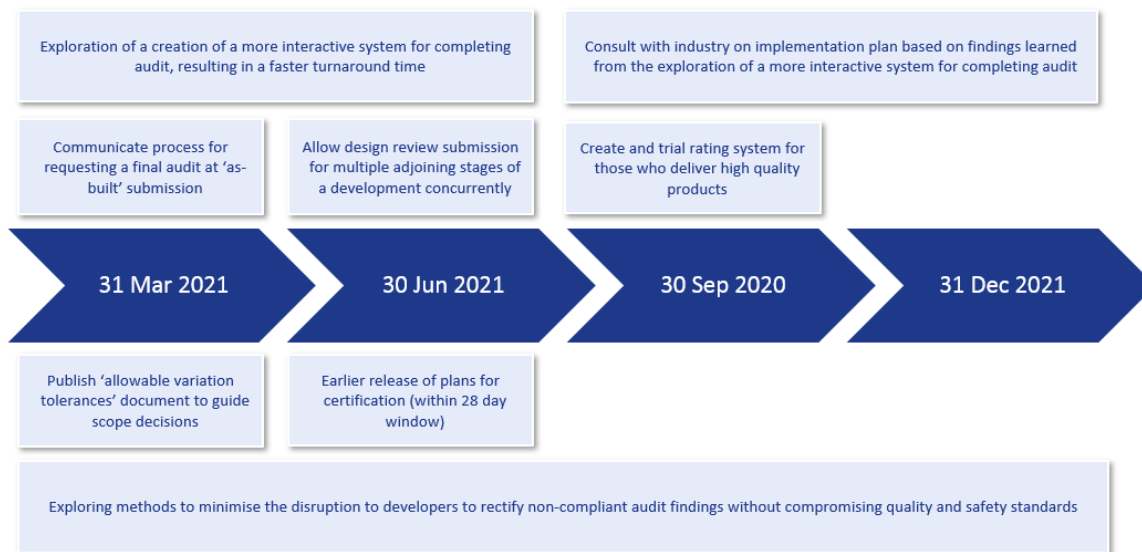 Exploration of a creation of a more interactive system for completing
audit, resulting in a faster turnaround time
Consult with industry on implementation plan based on findings learned
from the exploration of a more interactive system for completing audit
Communicate process for
requesting a final audit at ‘as-
built’ submission
Allow design review submission
for multiple adjoining stages of
a development concurrently
Create and trial rating system for
those who deliver high quality
products
31 Mar 2021
30 Jun 2021
30 Sep 2020
31 Dec 2021
Publish ‘allowable variation
tolerances’ document to guide
scope decisions
Earlier release of plans for
certification (within 28 day
window)
Exploring methods to minimise the disruption to developers to rectify non-compliant audit findings without compromising quality and safety standards